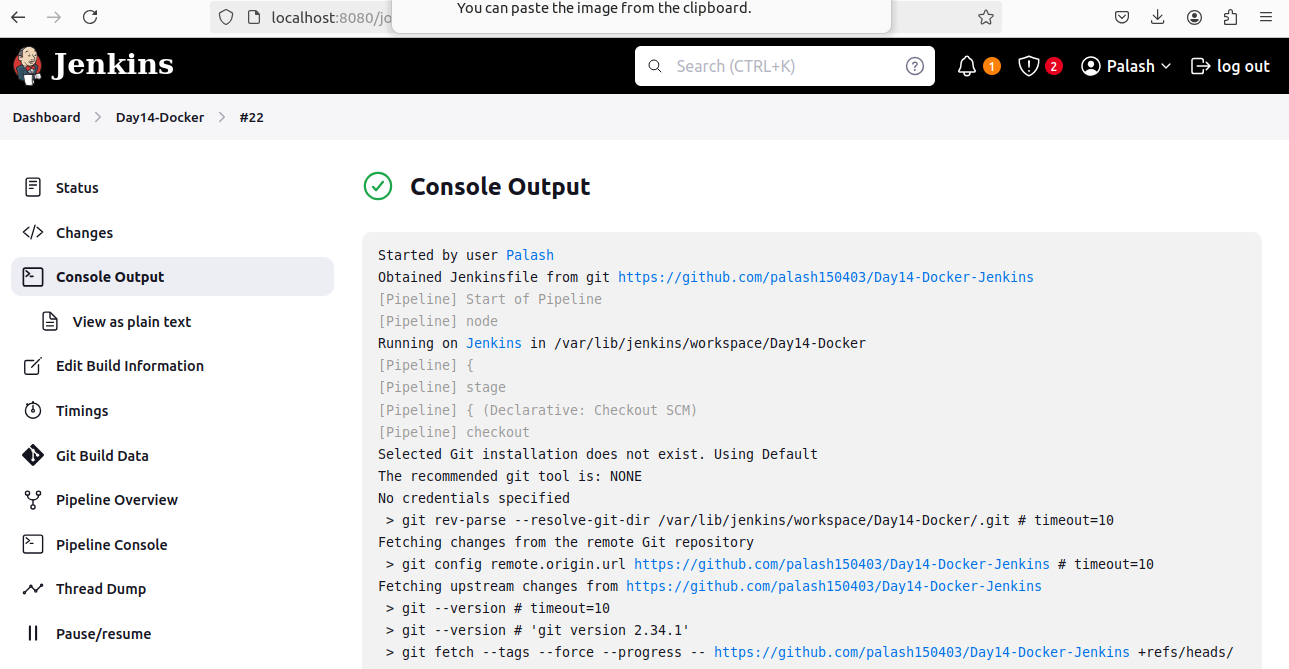 You can paste the image from the clipboard.
localhost:8080/jo
Jenkins
Search (CTRL+K)
?
1
2
Palash
log out
Dashboard
Day14-Docker
#22
Status
Changes
Console Output
View as plain text
Edit Build Information
Timings
Git Build Data
Pipeline Overview
Pipeline Console
Thread Dump
Pause/resume
Console Output
Started by user Palash
Obtained Jenkinsfile from git https://github.com/palash150403/Day14-Docker-Jenkins
[Pipeline] Start of Pipeline
[Pipeline] node
Running on Jenkins in /var/lib/jenkins/workspace/Day14-Docker
[Pipeline] {
[Pipeline] stage
[Pipeline] { (Declarative: Checkout SCM)
[Pipeline] checkout
Selected Git installation does not exist. Using Default
The recommended git tool is: NONE
No credentials specified
> git rev-parse --resolve-git-dir /var/lib/jenkins/workspace/Day14-Docker/.git # timeout=10
Fetching changes from the remote Git repository
> git config remote.origin.url https://github.com/palash150403/Day14-Docker-Jenkins # timeout=10
Fetching upstream changes from https://github.com/palash150403/Day14-Docker-Jenkins
> git --version # timeout=10
> git --version # 'git version 2.34.1'
> git fetch --tags --force --progress -- https://github.com/palash150403/Day14-Docker-Jenkins +refs/heads/